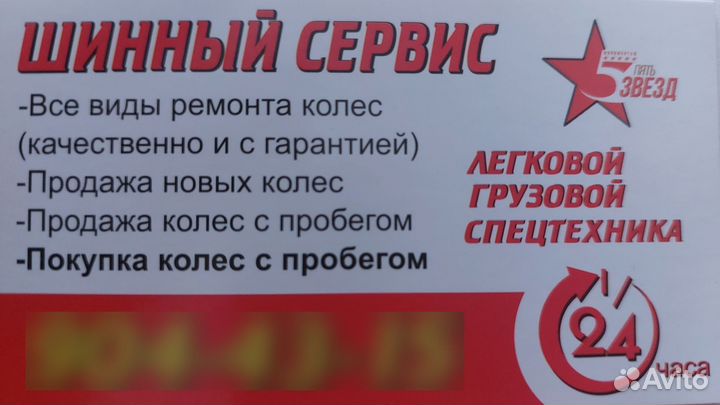 ШИННЫЙ СЕРВИС
-Все виды ремонта колес
(качественно и с гарантией)
-Продажа новых колес
-Продажа колес с пробегом
-Покупка колес с пробегом
5 ПЯТЬ
ЗВЕЗД
ЛЕГКОВОЙ
ГРУЗОВОЙ
СПЕЦТЕХНИКА
24
часа
Avito